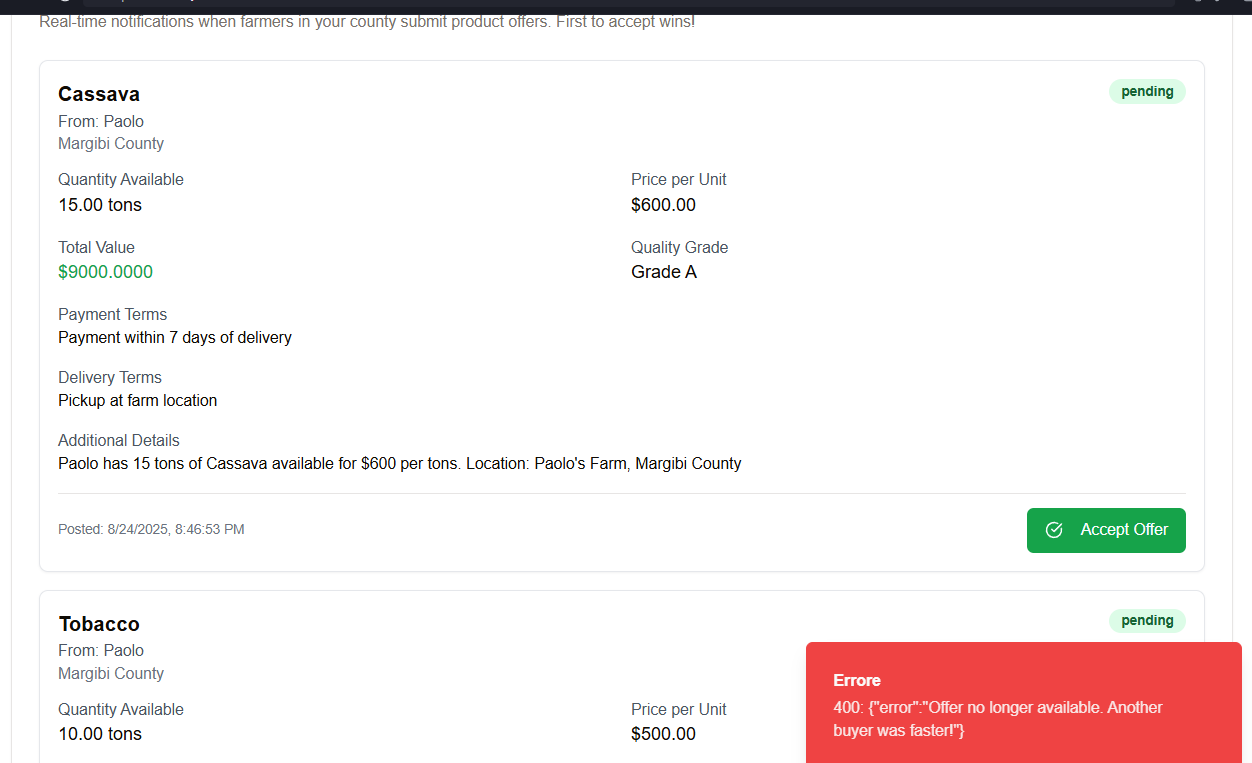 Real-time notifications when farmers in your county submit product offers. First to accept wins!
Cassava
pending
From: Paolo
Margibi County
Quantity Available
Price per Unit
15.00 tons
$600.00
Total Value
Quality Grade
$9000.0000
Grade A
Payment Terms
Payment within 7 days of delivery
Delivery Terms
Pickup at farm location
Additional Details
Paolo has 15 tons of Cassava available for $600 per tons. Location: Paolo's Farm, Margibi County
Posted: 8/24/2025, 8:46:53 PM
Accept Offer
Tobacco
pending
From: Paolo
Margibi County
Quantity Available
Price per Unit
10.00 tons
$500.00
Errore
400: {"error":"Offer no longer available. Another
buyer was faster!"}